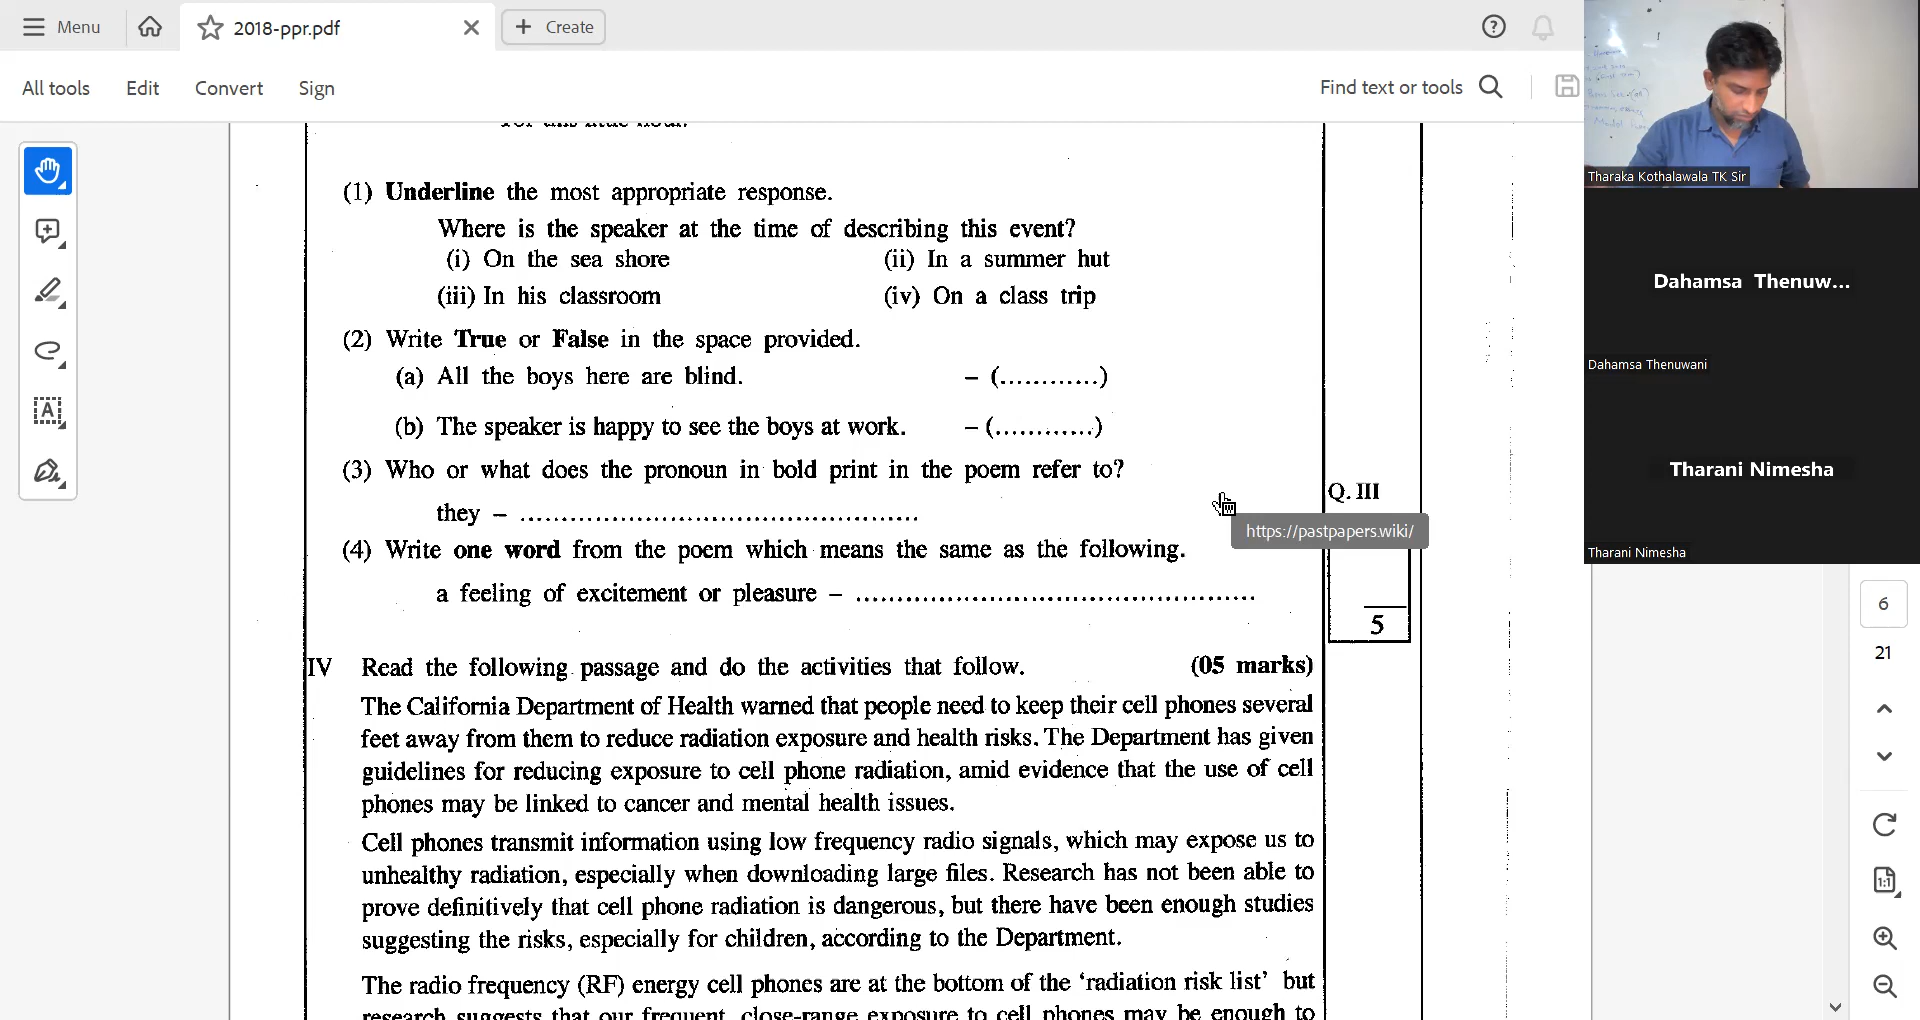 Menu
2018-ppr.pdf
Create
All tools
Edit
Convert
Sign
Find text or tools
(1) Underline the most appropriate response.
Where is the speaker at the time of describing this event?
(i) On the sea shore
(ii) In a summer hut
(iii) In his classroom
(iv) On a class trip
(2) Write True or False in the space provided.
(a) All the boys here are blind. – (............)
(b) The speaker is happy to see the boys at work. – (............)
(3) Who or what does the pronoun in bold print in the poem refer to?
they – ................................................
Q. III
https://pastpapers.wiki/
(4) Write one word from the poem which means the same as the following.
a feeling of excitement or pleasure – ................................................
5
IV Read the following passage and do the activities that follow. (05 marks)
The California Department of Health warned that people need to keep their cell phones several
feet away from them to reduce radiation exposure and health risks. The Department has given
guidelines for reducing exposure to cell phone radiation, amid evidence that the use of cell
phones may be linked to cancer and mental health issues.
Cell phones transmit information using low frequency radio signals, which may expose us to
unhealthy radiation, especially when downloading large files. Research has not been able to
prove definitively that cell phone radiation is dangerous, but there have been enough studies
suggesting the risks, especially for children, according to the Department.
The radio frequency (RF) energy cell phones are at the bottom of the ‘radiation risk list’ but
research suggests that our frequent, close-range exposure to cell phones may be enough to
Tharaka Kothalawala TK Sir
Dahamsa Thenuw...
Dahamsa Thenuwani
Tharani Nimesha
Tharani Nimesha
6
21
1:1